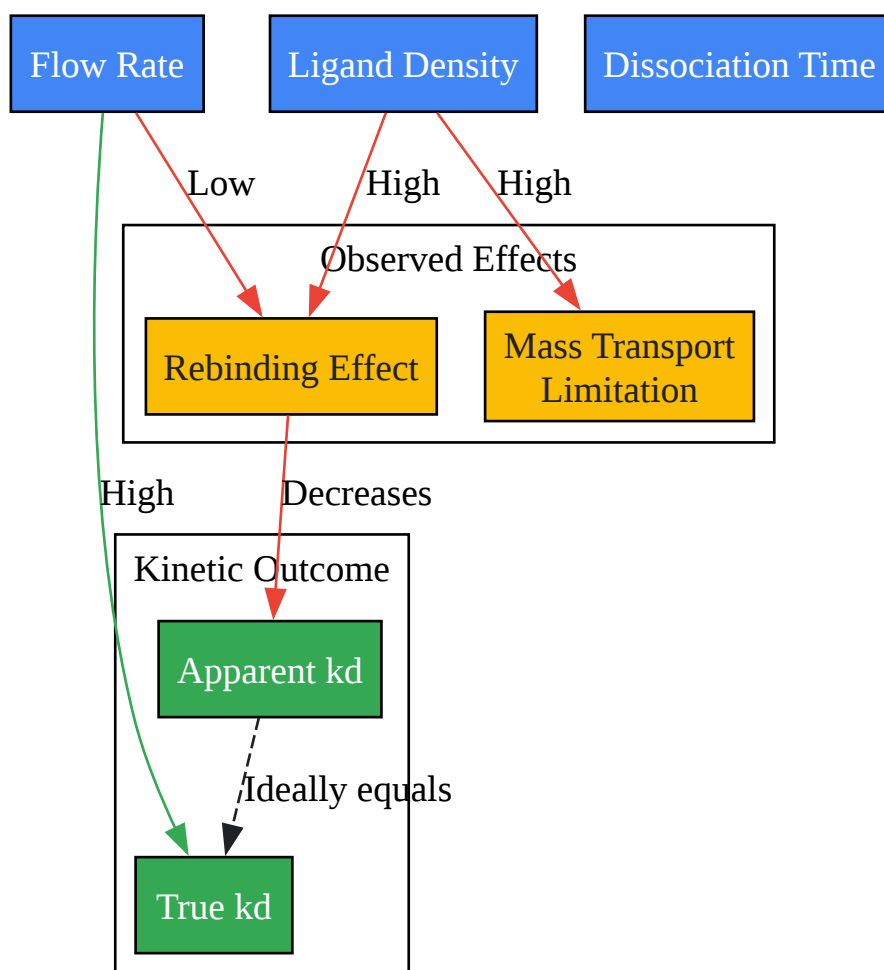 Flow Rate
Ligand Density
Dissociation Time
Low
High
High
Observed Effects
Rebinding Effect
Mass Transport
Limitation
High
Decreases
Kinetic Outcome
Apparent kd
Ideally equals
True kd